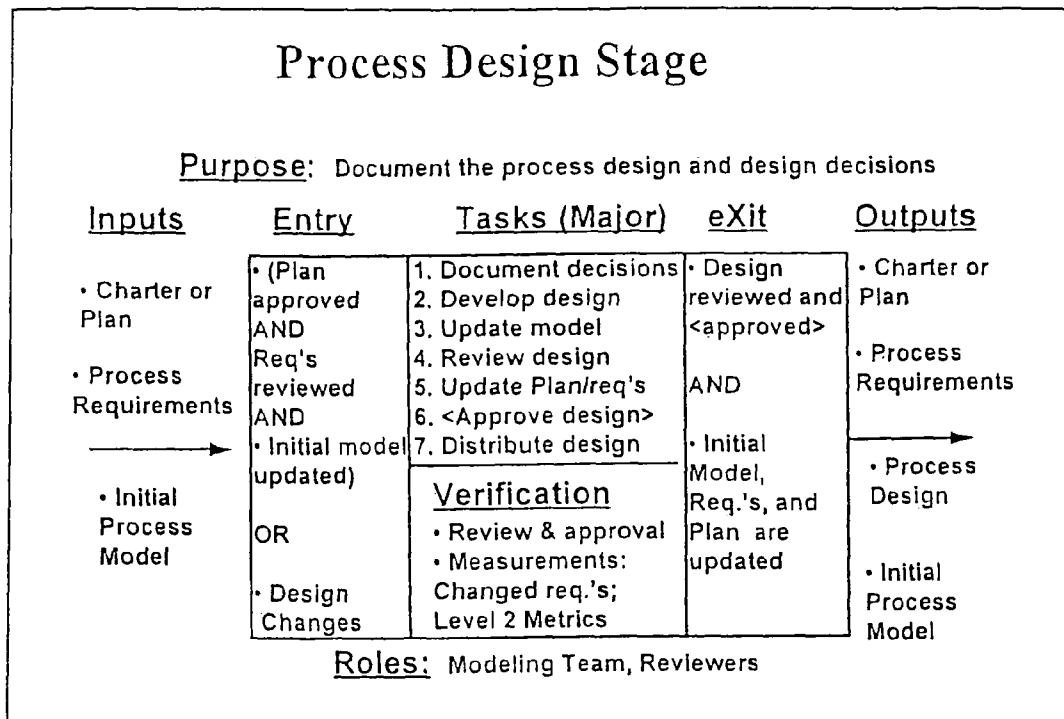 Process Design Stage
Purpose: Document the process design and design decisions
Inputs
• Charter or
Plan
• Process
Requirements
• Initial
Process
Model
Entry
• (Plan
approved
AND
Req's
reviewed
AND
• Initial model
updated)
OR
• Design
Changes
Tasks (Major)
1. Document decisions
2. Develop design
3. Update model
4. Review design
5. Update Plan/req's
6. <Approve design>
7. Distribute design
Verification
• Review & approval
• Measurements:
Changed req.'s;
Level 2 Metrics
eXit
• Design
reviewed and
<approved>
AND
• Initial
Model,
Req.'s, and
Plan are
updated
Outputs
• Charter or
Plan
• Process
Requirements
• Process
Design
• Initial
Process
Model
Roles: Modeling Team, Reviewers